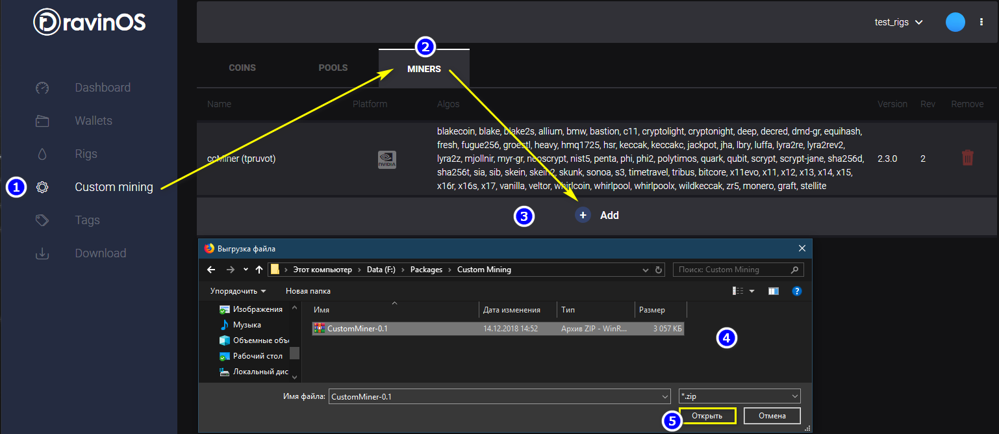 DravinOS
test_rigs
2
COINS POOLS MINERS
Dashboard
Wallets
Rigs
1 Custom mining
Tags
Download
Name Platform Algos Version Rev Remove
ccMiner (tpruvot)
NVIDIA
blakecoin, blake, blake2s, allium, bmw, bastion, c11, cryptolight, cryptonight, deep, decred, dmd-gr, equihash,
fresh, fugue256, groestl, heavy, hmq1725, hsr, keccak, keccakc, jackpot, jha, lbry, luffa, lyra2re, lyra2rev2,
lyra2z, mjollnir, myr-gr, neoscrypt, nist5, penta, phi, phi2, polytimos, quark, qubit, scrypt, scrypt-jane, sha256d,
sha256t, sia, sib, skein, skein2, skunk, sonoa, s3, timetravel, tribus, bitcore, x11evo, x11, x12, x13, x14, x15,
x16r, x16s, x17, vanilla, veltor, whirlcoin, whirlpool, whirlpoolx, wildkeccak, zr5, monero, graft, stellite
2.3.0 2
3 + Add
Выгрузка файла
Этот компьютер › Data (F:) › Packages › Custom Mining
Поиск: Custom Mining
Упорядочить Новая папка
?
Изображения
Музыка
Объемные объ
Рабочий стол
Локальный дис
Имя Дата изменения Тип Размер
CustomMiner-0.1 14.12.2018 14:52 Архив ZIP - WinR... 3 057 КБ
4
Имя файла: CustomMiner-0.1 *.zip
5 Открыть Отмена